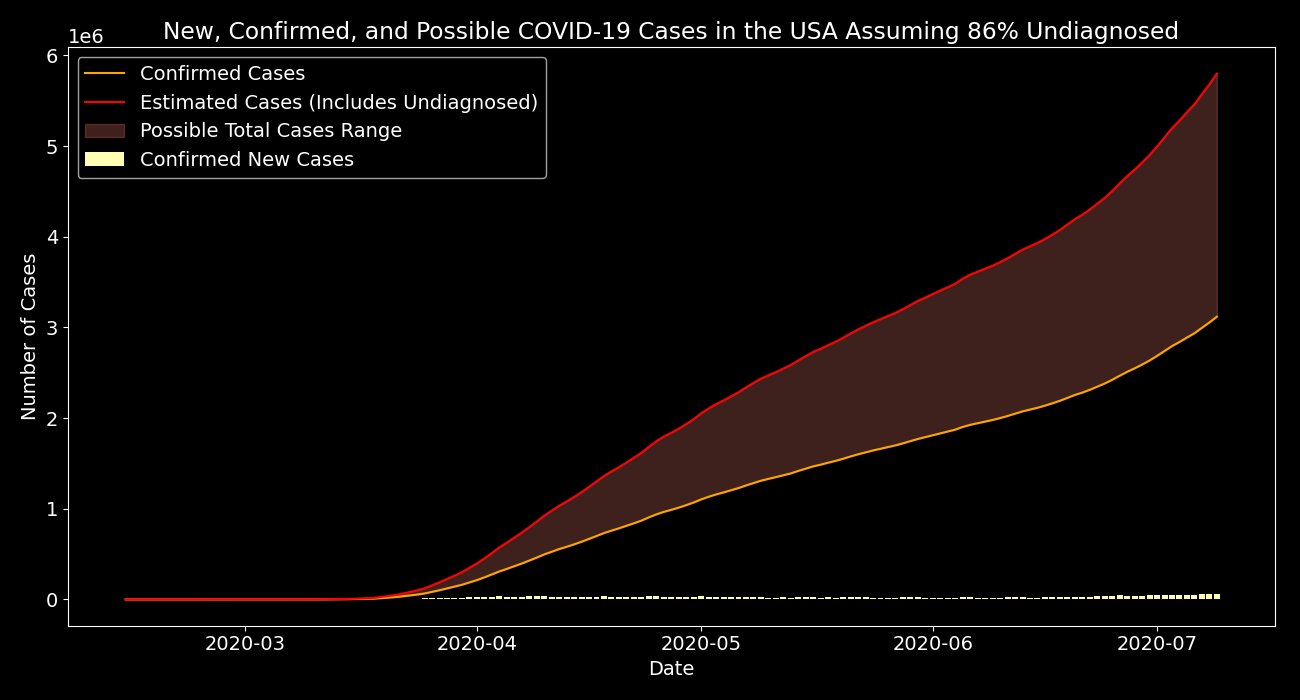 New, Confirmed, and Possible COVID-19 Cases in the USA Assuming 86% Undiagnosed
1e6
Confirmed Cases
Estimated Cases (Includes Undiagnosed)
Possible Total Cases Range
Confirmed New Cases
Number of Cases
6
5
4
3
2
1
0
2020-03 2020-04 2020-05 2020-06 2020-07
Date